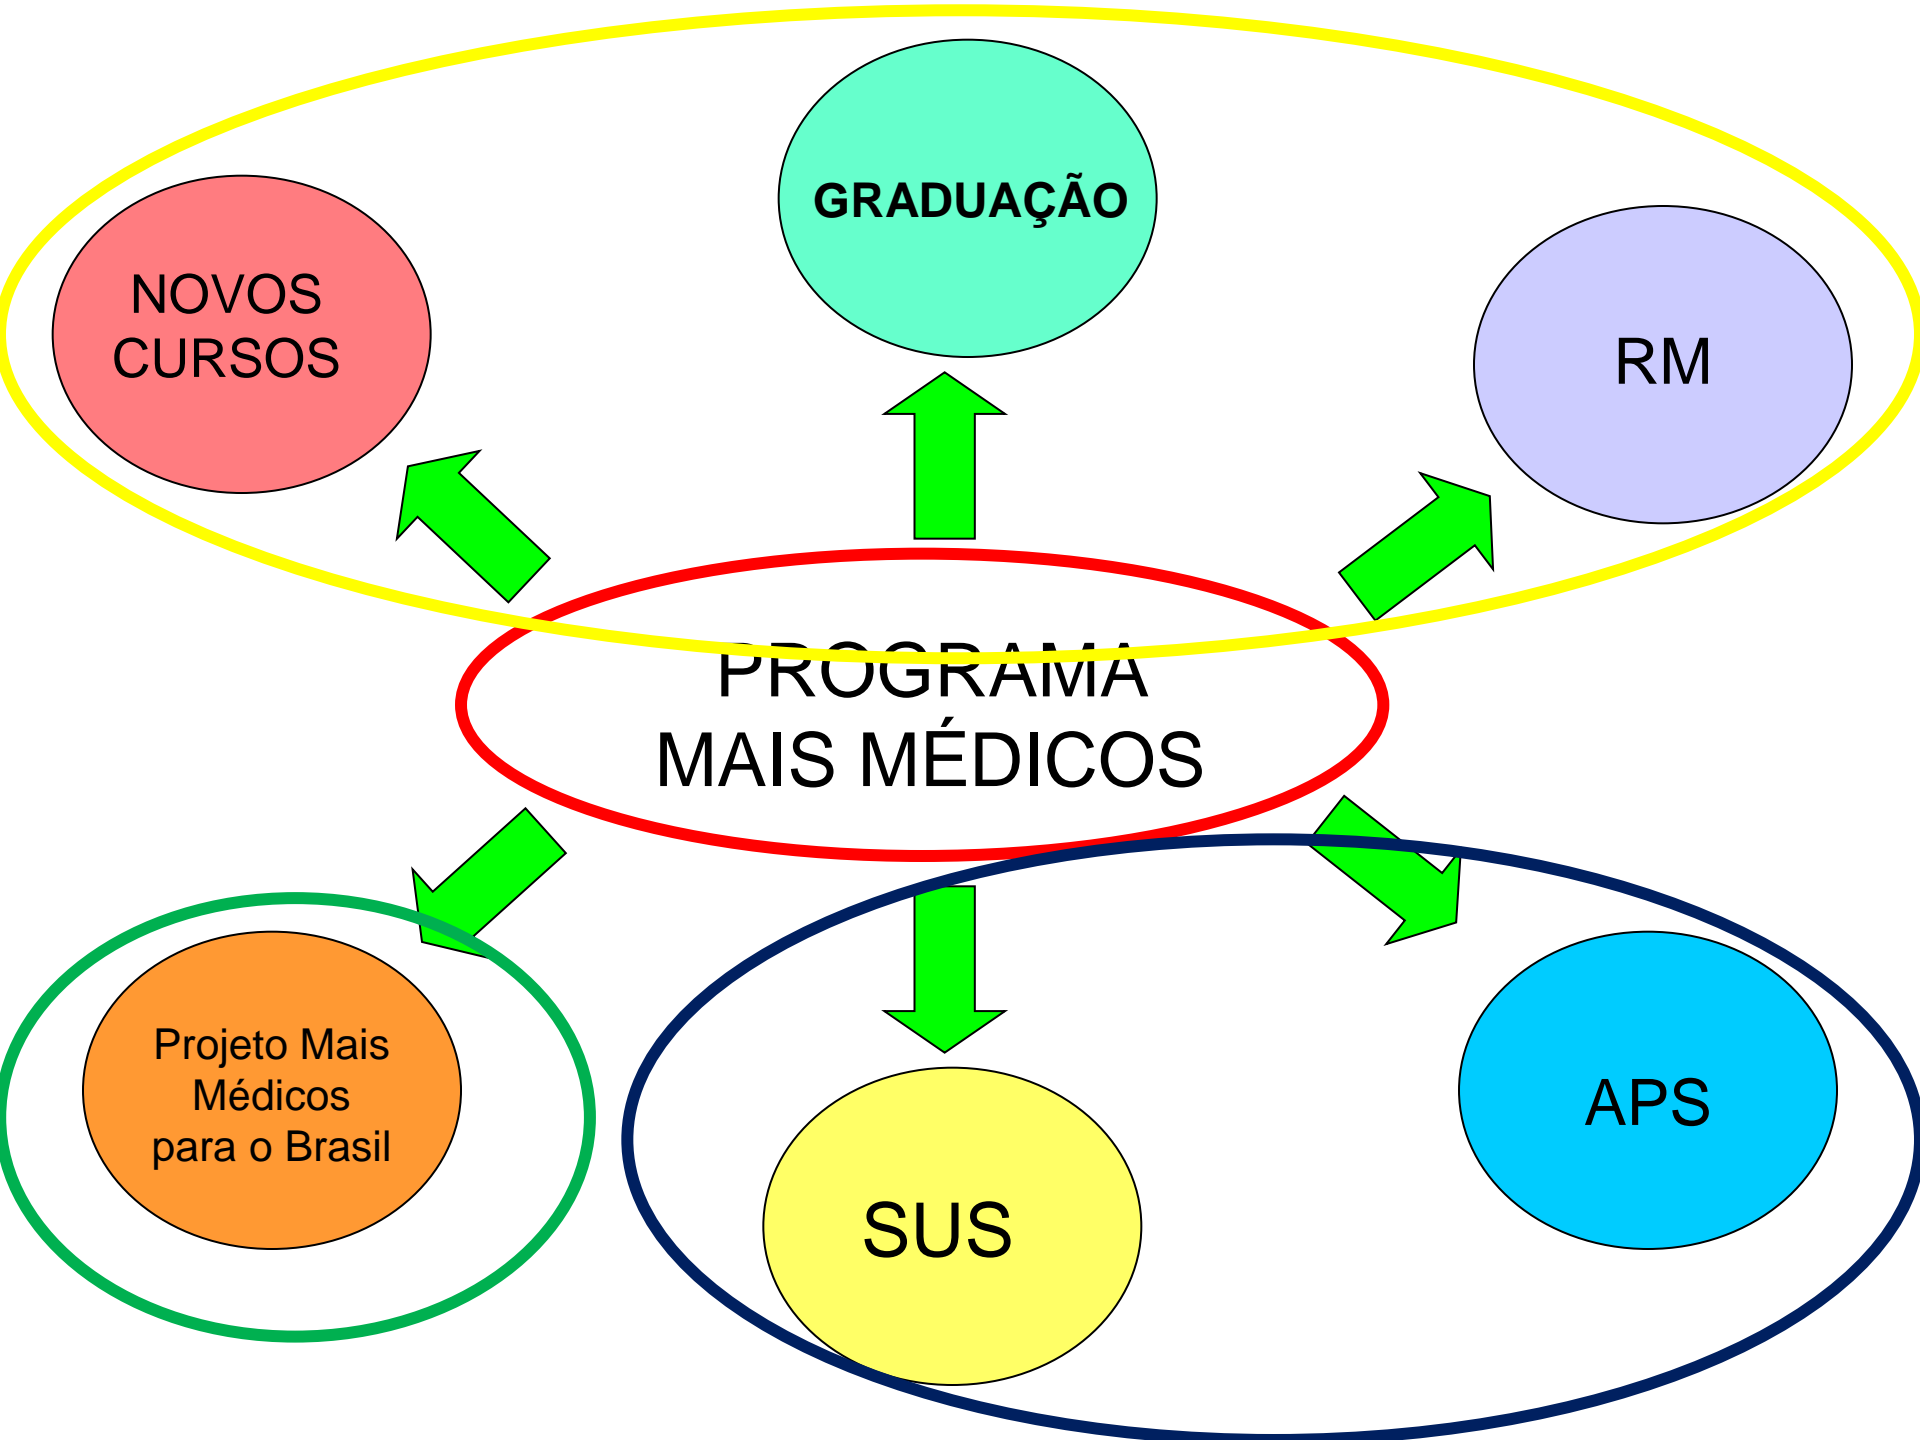 GRADUAÇÃO
NOVOS
CURSOS
RM
PROGRAMA
MAIS MÉDICOS
Projeto Mais
Médicos
para o Brasil
SUS
APS